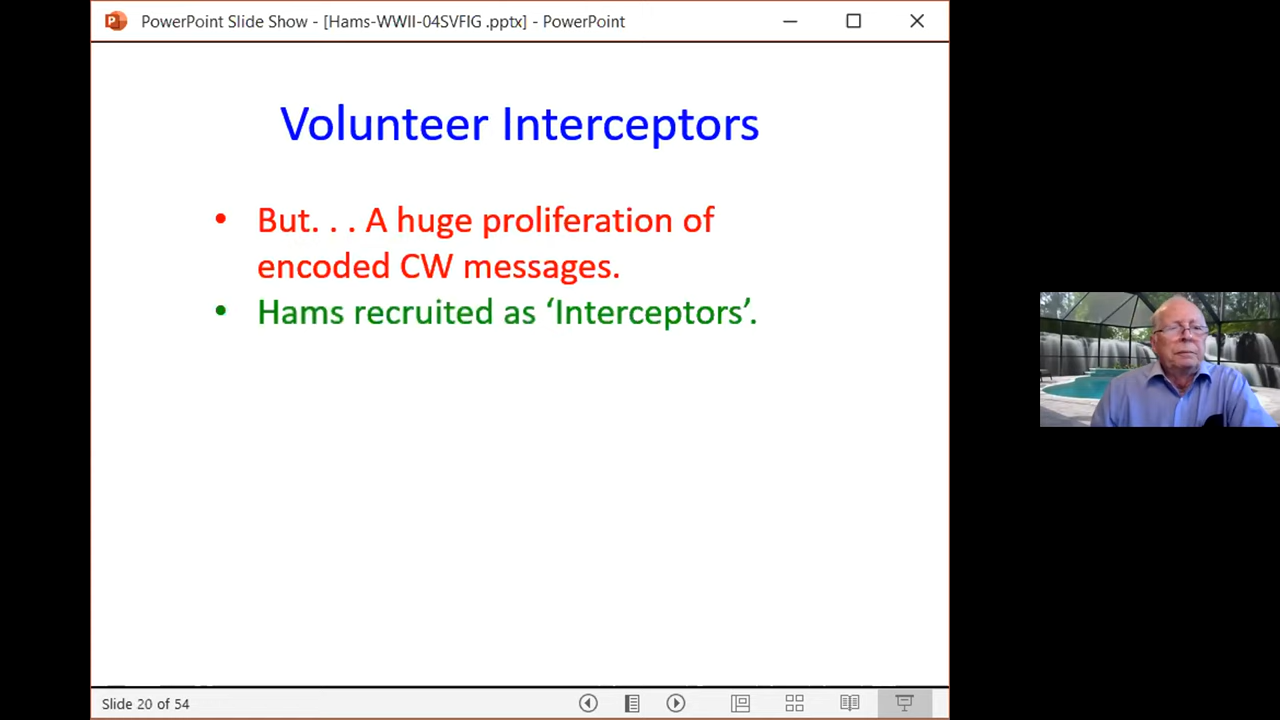 PowerPoint Slide Show - [Hams-WWII-04SVFIG .pptx] - PowerPoint
Volunteer Interceptors
• But. . . A huge proliferation of
encoded CW messages.
• Hams recruited as ‘Interceptors’.
Slide 20 of 54